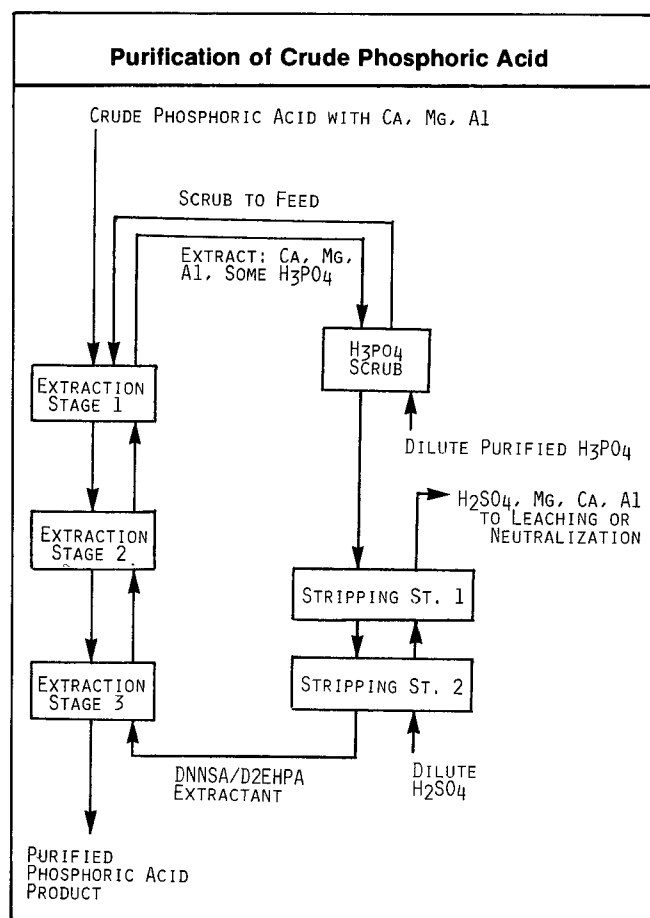 Purification of Crude Phosphoric Acid
CRUDE PHOSPHORIC ACID WITH CA, MG, Al
SCRUB TO FEED
EXTRACT: CA, MG,
Al, SOME H3PO4
H3PO4
SCRUB
EXTRACTION
STAGE 1
DILUTE PURIFIED H3PO4
H2SO4, MG, CA, Al
TO LEACHING OR
NEUTRALIZATION
EXTRACTION
STAGE 2
STRIPPING ST. 1
EXTRACTION
STAGE 3
STRIPPING ST. 2
DNNSA/D2EHPA
EXTRACTANT
DILUTE
H2SO4
PURIFIED
PHOSPHORIC ACID
PRODUCT